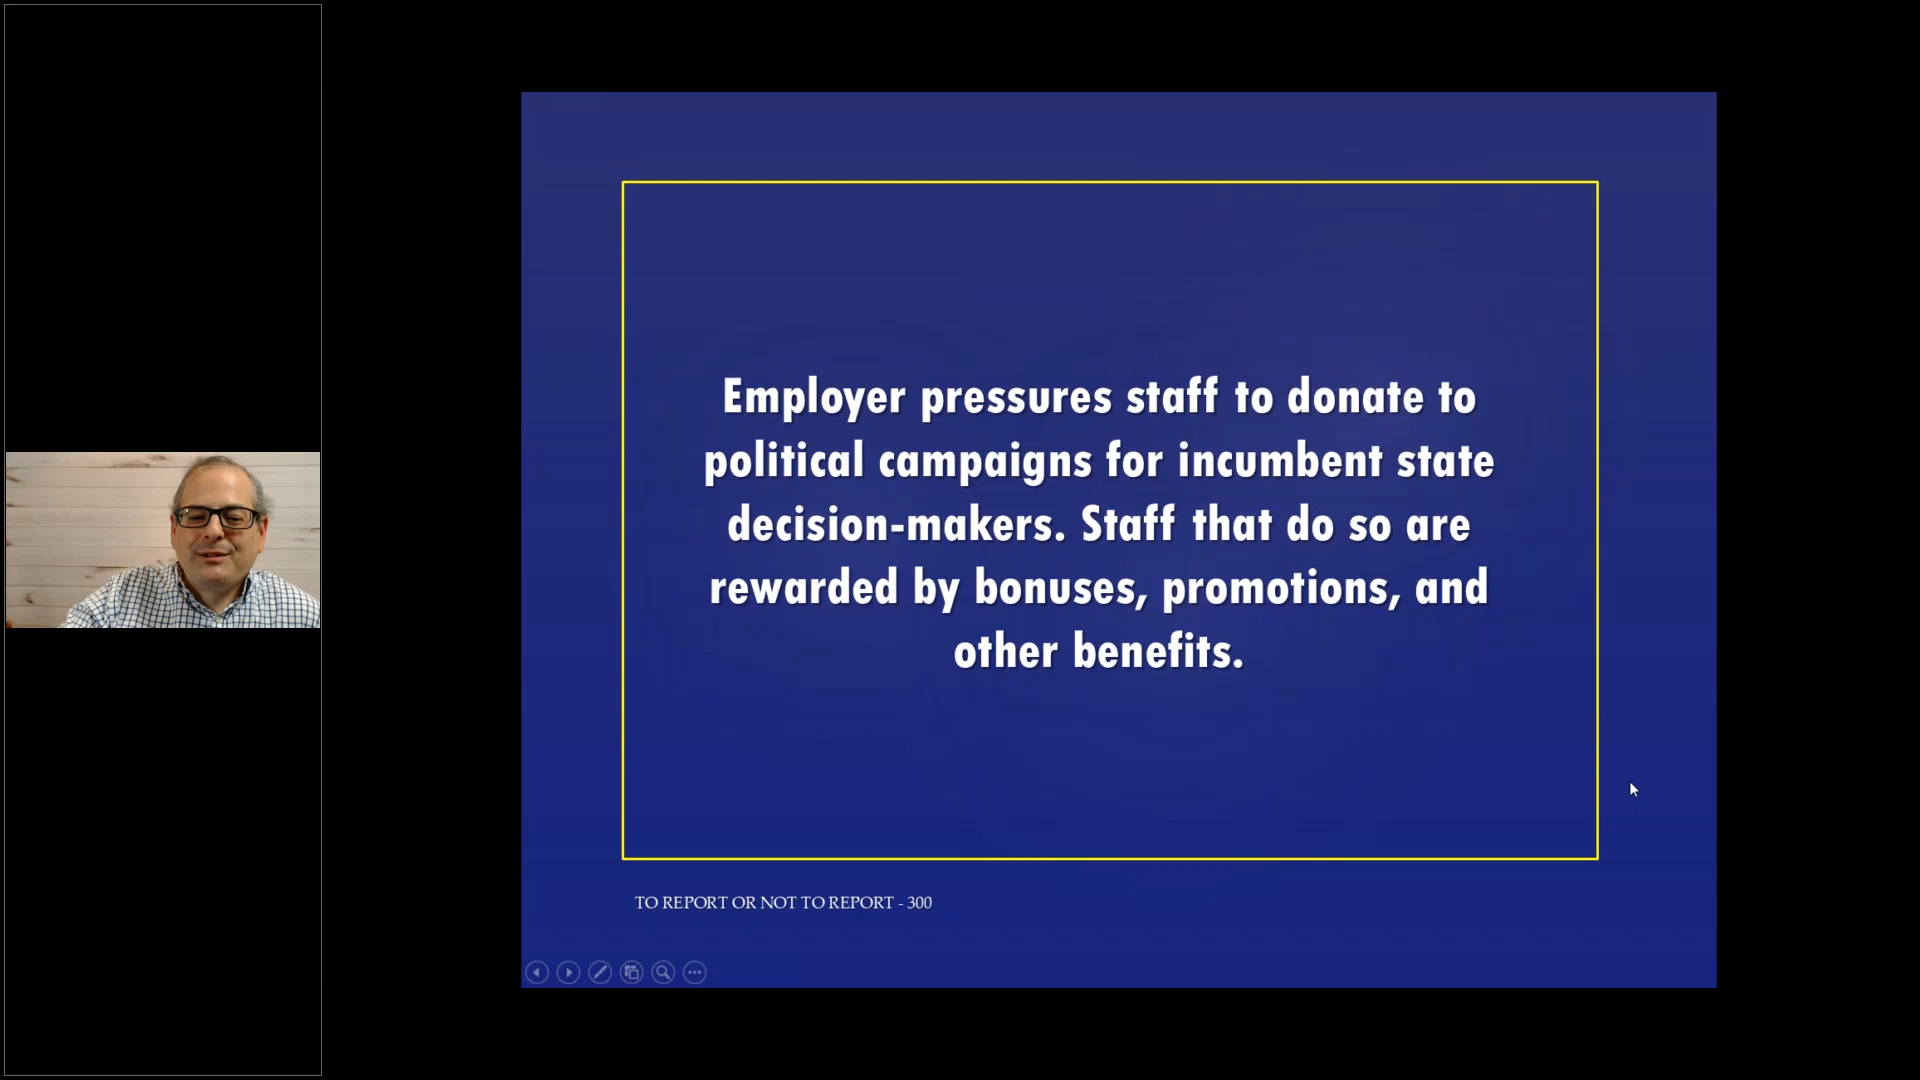 Employer pressures staff to donate to
political campaigns for incumbent state
decision-makers. Staff that do so are
rewarded by bonuses, promotions, and
other benefits.
TO REPORT OR NOT TO REPORT - 300